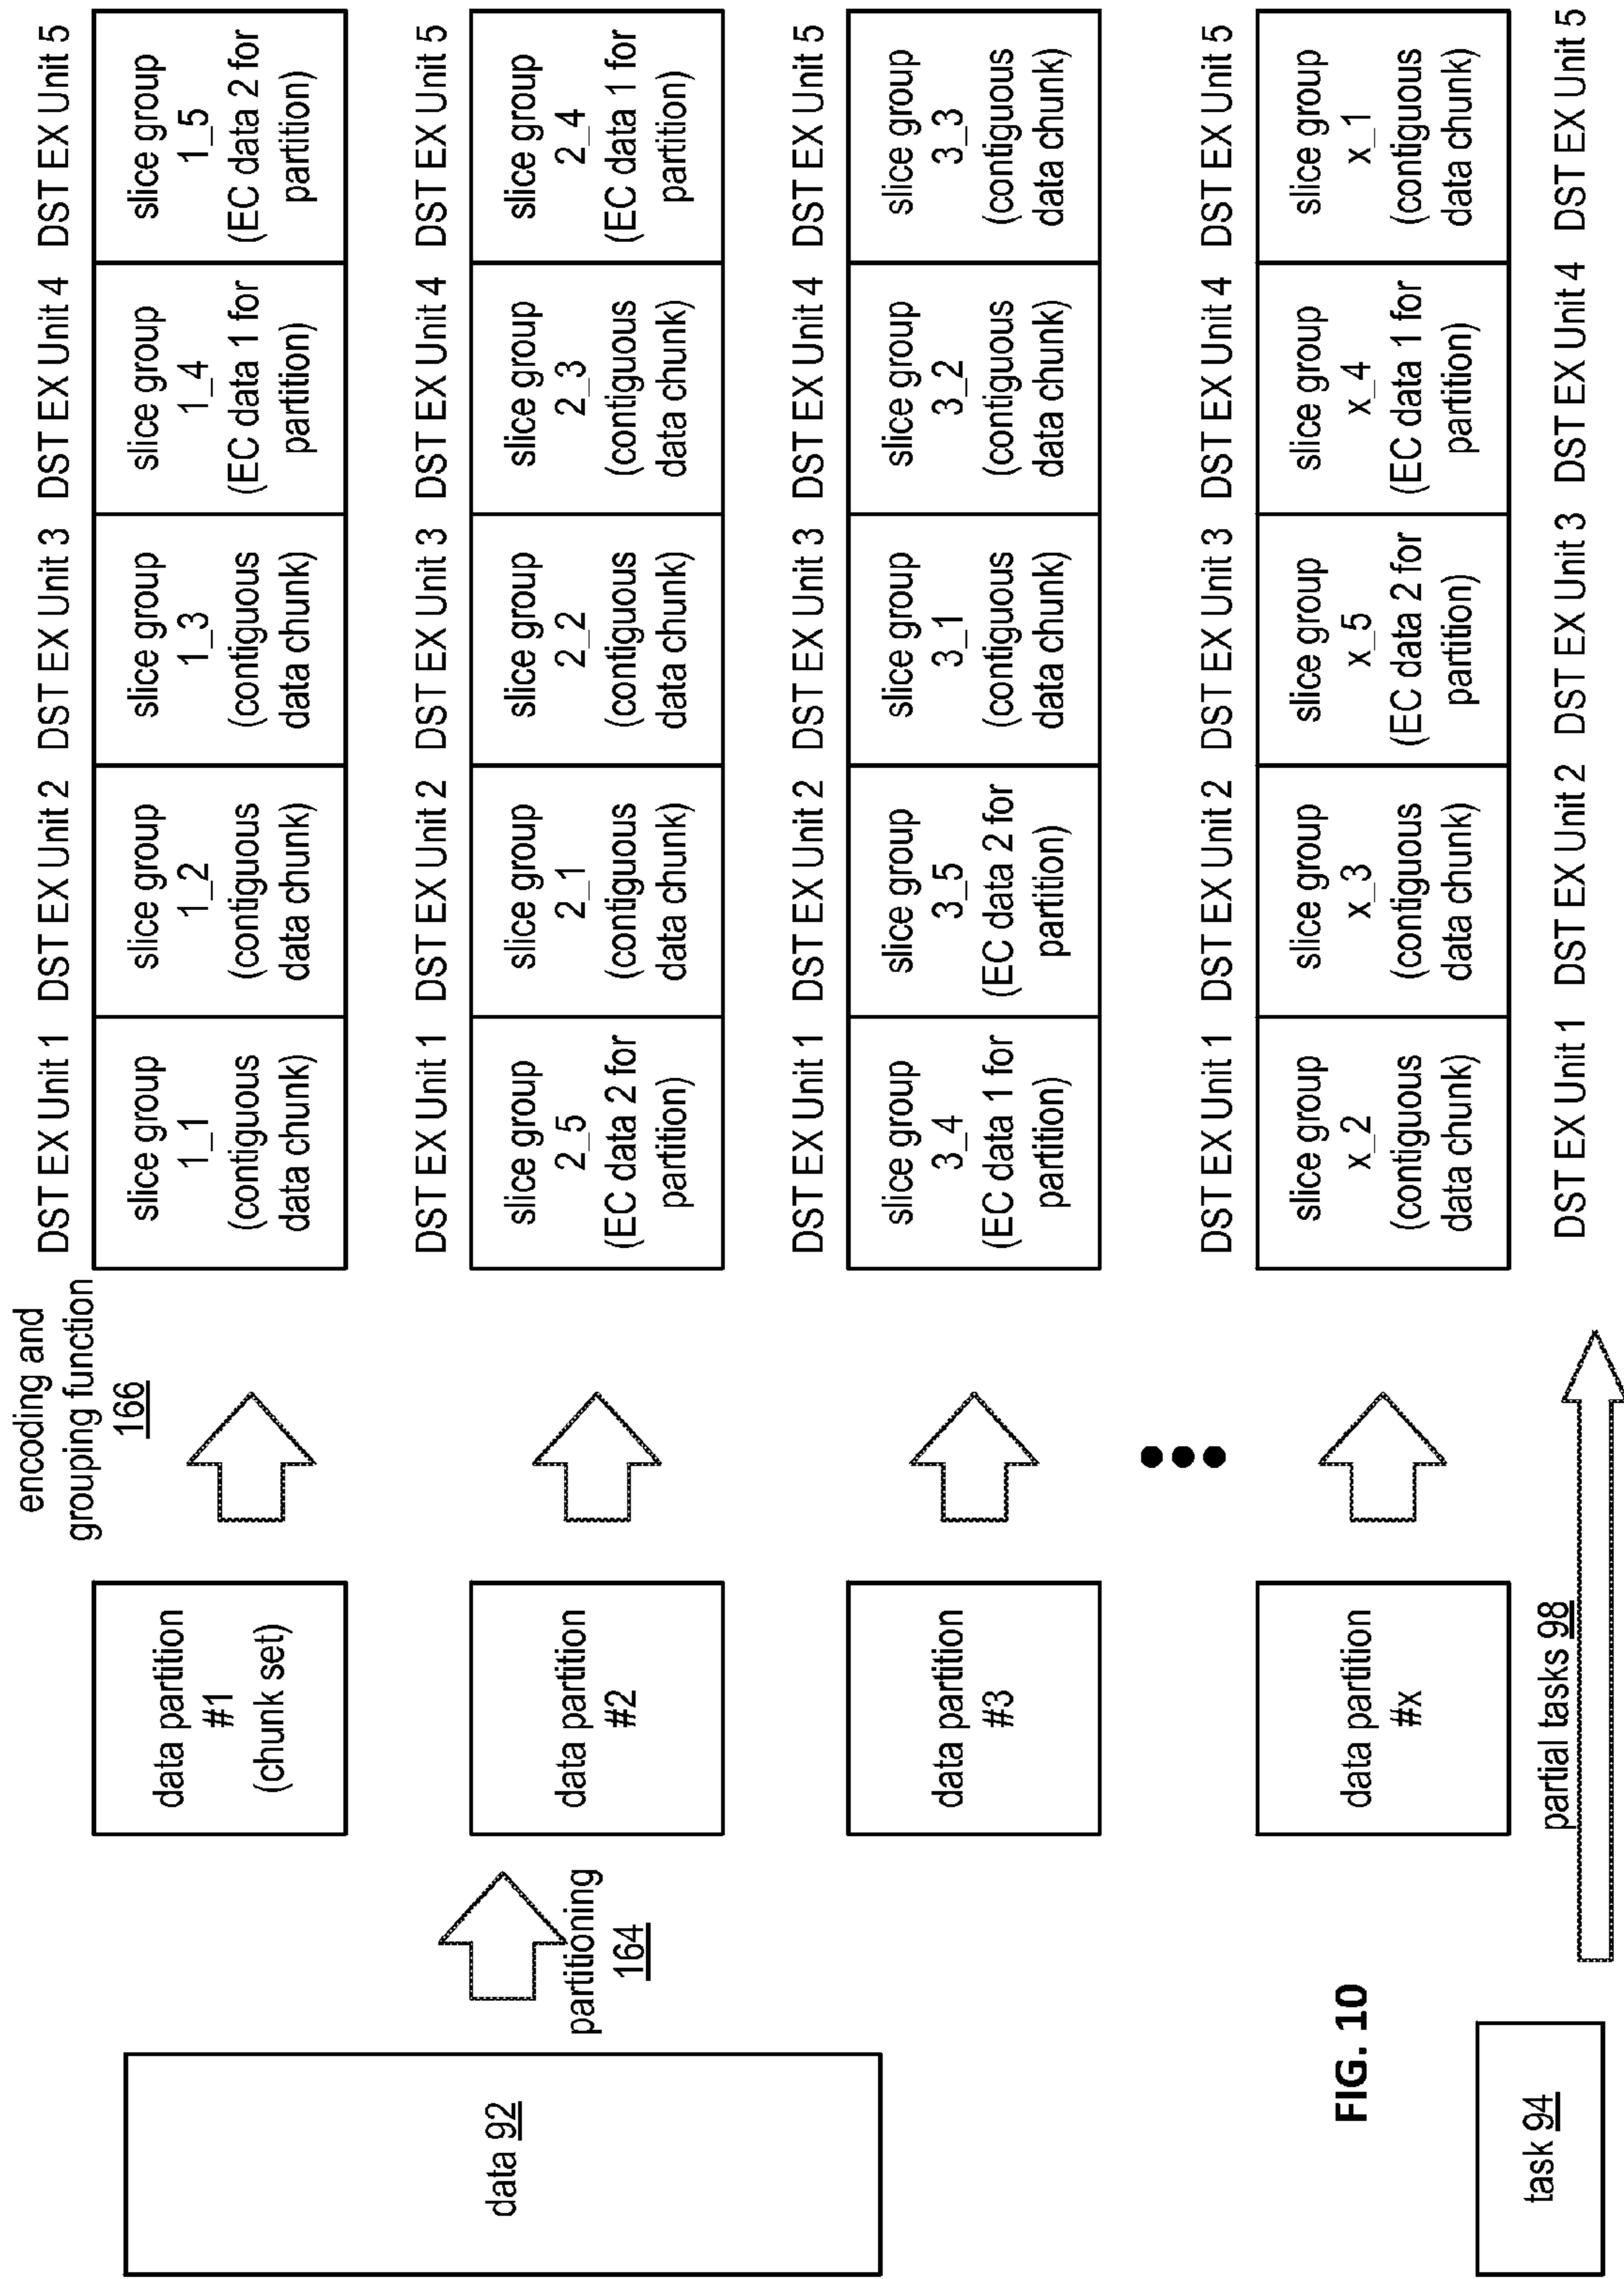 data 92
partitioning
164
data partition
#1
(chunk set)
data partition
#2
data partition
#3
data partition
#x
encoding and
grouping function
166
DST EX Unit 1
DST EX Unit 2
DST EX Unit 3
DST EX Unit 4
DST EX Unit 5
slice group
1_1
(contiguous
data chunk)
slice group
1_2
(contiguous
data chunk)
slice group
1_3
(contiguous
data chunk)
slice group
1_4
(EC data 1 for
partition)
slice group
1_5
(EC data 2 for
partition)
DST EX Unit 1
DST EX Unit 2
DST EX Unit 3
DST EX Unit 4
DST EX Unit 5
slice group
2_5
(EC data 2 for
partition)
slice group
2_1
(contiguous
data chunk)
slice group
2_2
(contiguous
data chunk)
slice group
2_3
(contiguous
data chunk)
slice group
2_4
(EC data 1 for
partition)
DST EX Unit 1
DST EX Unit 2
DST EX Unit 3
DST EX Unit 4
DST EX Unit 5
slice group
3_4
(EC data 1 for
partition)
slice group
3_5
(EC data 2 for
partition)
slice group
3_1
(contiguous
data chunk)
slice group
3_2
(contiguous
data chunk)
slice group
3_3
(contiguous
data chunk)
DST EX Unit 1
DST EX Unit 2
DST EX Unit 3
DST EX Unit 4
DST EX Unit 5
slice group
x_2
(contiguous
data chunk)
slice group
x_3
(contiguous
data chunk)
slice group
x_5
(EC data 2 for
partition)
slice group
x_4
(EC data 1 for
partition)
slice group
x_1
(contiguous
data chunk)
FIG. 10
task 94
partial tasks 98
DST EX Unit 1
DST EX Unit 2
DST EX Unit 3
DST EX Unit 4
DST EX Unit 5